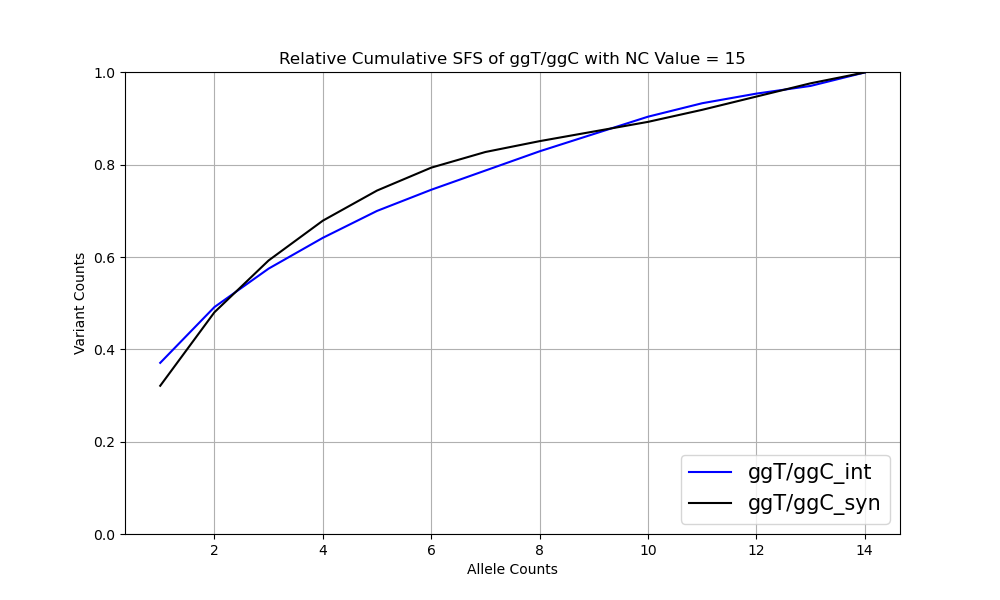 Relative Cumulative SFS of ggT/ggC with NC Value = 15
1.0
0.8
0.6
0.4
0.2
0.0
Variant Counts
ggT/ggC_int
ggT/ggC_syn
2 4 6 8 10 12 14
Allele Counts